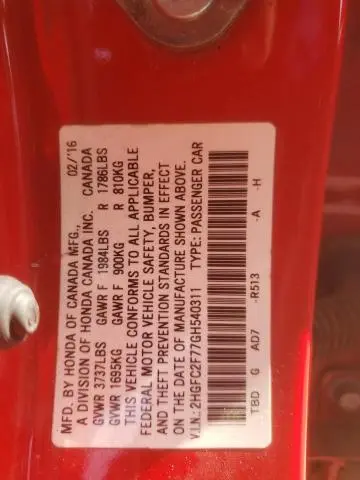 MFD. BY HONDA OF CANADA MFG., 02/'16
A DIVISION OF HONDA CANADA INC. CANADA
GVWR 3737LBS GAWR F 1984LBS R 1786LBS
GVWR 1695KG GAWR F 900KG R 810KG
THIS VEHICLE CONFORMS TO ALL APPLICABLE
FEDERAL MOTOR VEHICLE SAFETY, BUMPER,
AND THEFT PREVENTION STANDARDS IN EFFECT
ON THE DATE OF MANUFACTURE SHOWN ABOVE.
V.I.N.: 2HGFC2F77GH540311 TYPE: PASSENGER CAR
TBD G AD7 -R513 -A -H